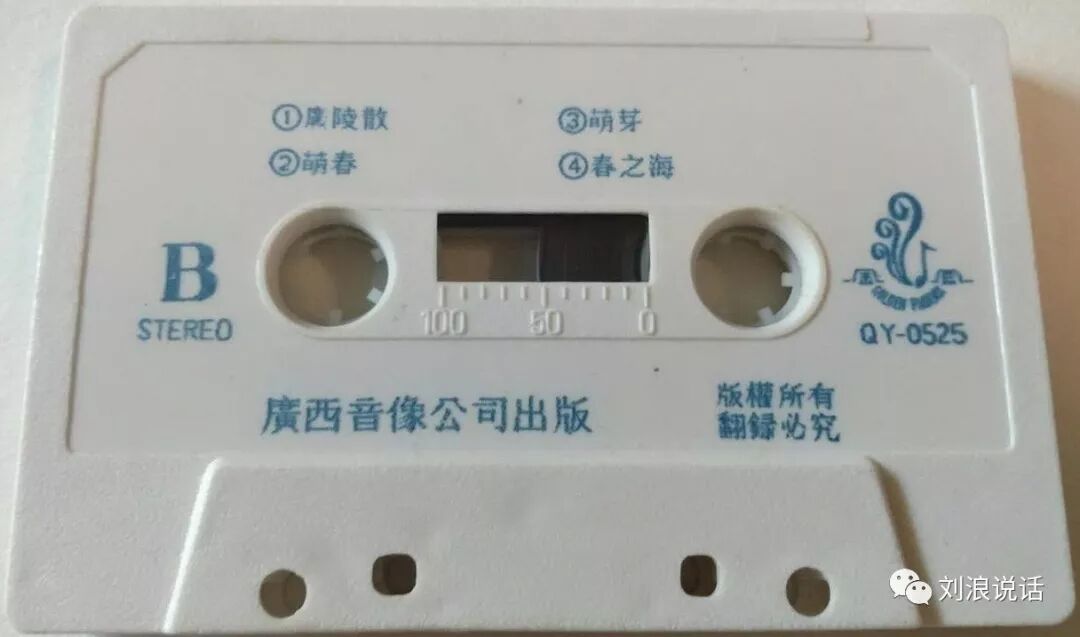 ①廣陵散
②萌春
③萌芽
④春之海
B
STEREO
100 50 0
QY-0525
廣西音像公司出版
版權所有
翻録必究
刘浪说话